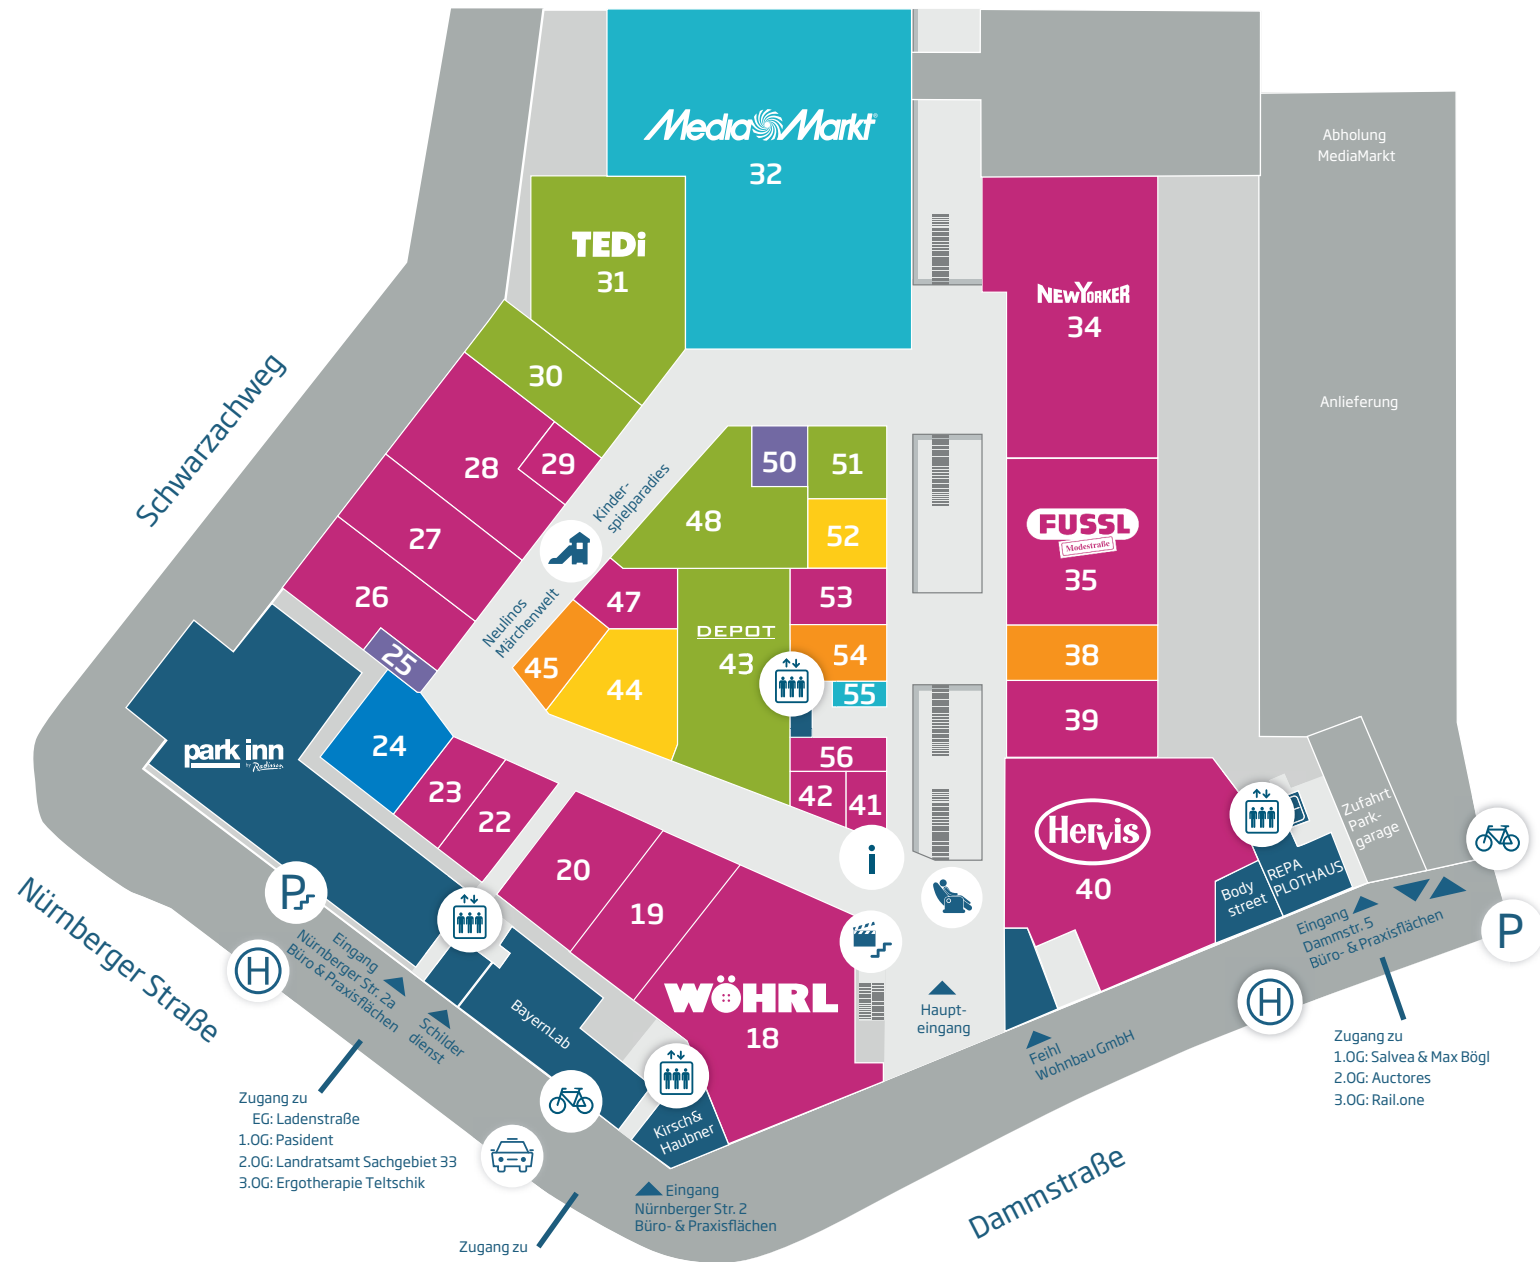 Media Markt
32
Abholung
MediaMarkt
TEDi
31
NEWYORKER
34
Anlieferung
30
Schwarzachweg
28
29
Kinder-
spielparadies
50
51
48
52
FUSSL
Modestraße
35
27
26
Neulinos
Märchenwelt
47
53
DEPOT
43
45
54
38
44
55
25
39
24
park inn
by Radisson
56
23
42
41
22
i
20
Hervis
40
Zufahrt
Park-
garage
REPA
PLOTHAUS
Body
street
19
P
Nürnberger Straße
H
Eingang
Nürnberger Str. 2a
Büro & Praxisflächen
Schilder
dienst
BayernLab
WÖHRL
18
Haupt-
eingang
Feihl
Wohnbau GmbH
H
Eingang
Dammstr. 5
Büro- & Praxisflächen
P
Zugang zu
1.OG: Salvea & Max Bögl
2.OG: Auctores
3.OG: Rail.one
Zugang zu
EG: Ladenstraße
1.OG: Pasident
2.OG: Landratsamt Sachgebiet 33
3.OG: Ergotherapie Teltschik
Kirsch&
Haubner
Eingang
Nürnberger Str. 2
Büro- & Praxisflächen
Zugang zu
Dammstraße